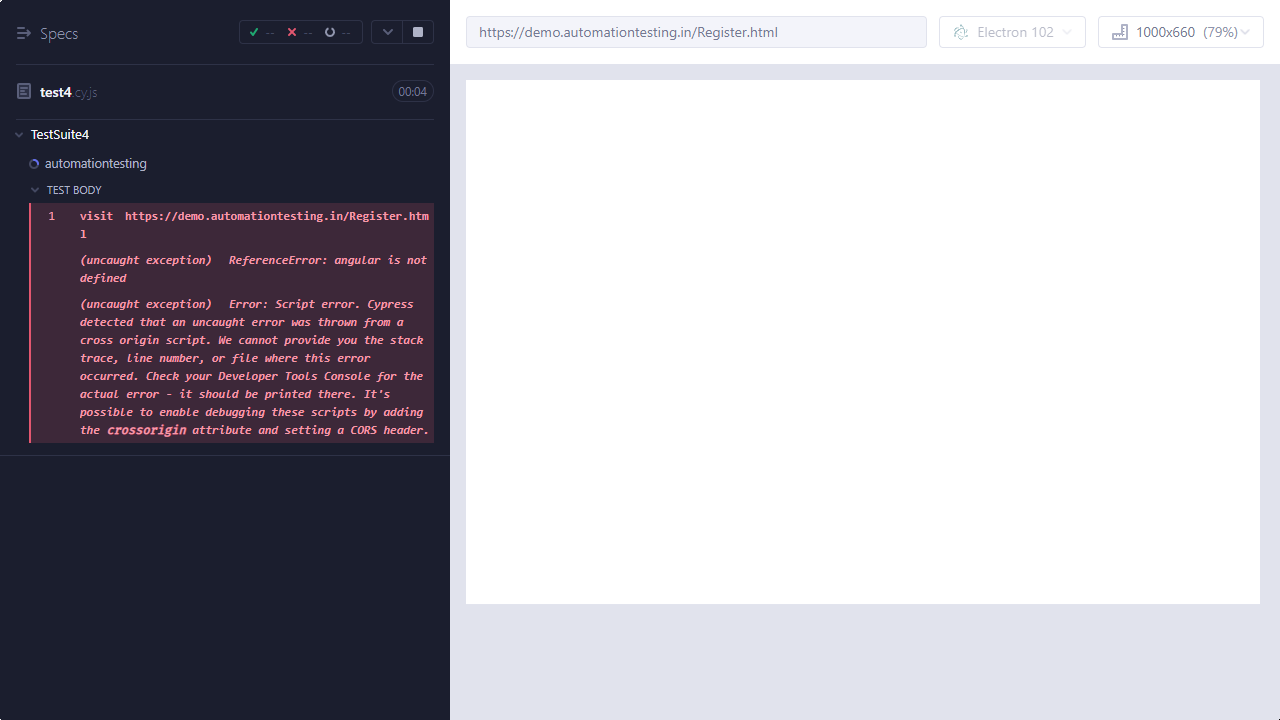 Specs
--
--
--
https://demo.automationtesting.in/Register.html
Electron 102
1000x660 (79%)
test4.cy.js
00:04
TestSuite4
automationtesting
TEST BODY
1 visit https://demo.automationtesting.in/Register.htm
l
(uncaught exception) ReferenceError: angular is not
defined
(uncaught exception) Error: Script error. Cypress
detected that an uncaught error was thrown from a
cross origin script. We cannot provide you the stack
trace, line number, or file where this error
occurred. Check your Developer Tools Console for the
actual error - it should be printed there. It's
possible to enable debugging these scripts by adding
the crossorigin attribute and setting a CORS header.